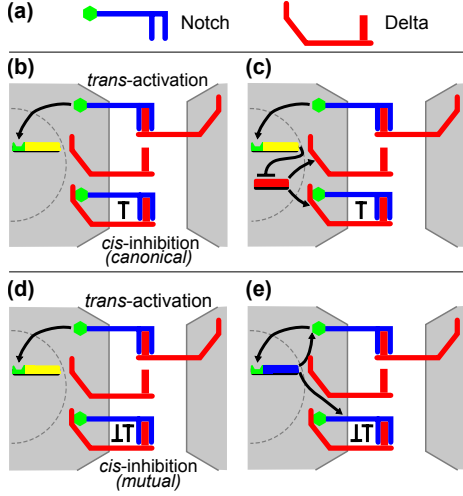 (a)
Notch
Delta
(b)
trans-activation
cis-inhibition
(canonical)
(c)
(d)
trans-activation
cis-inhibition
(mutual)
(e)